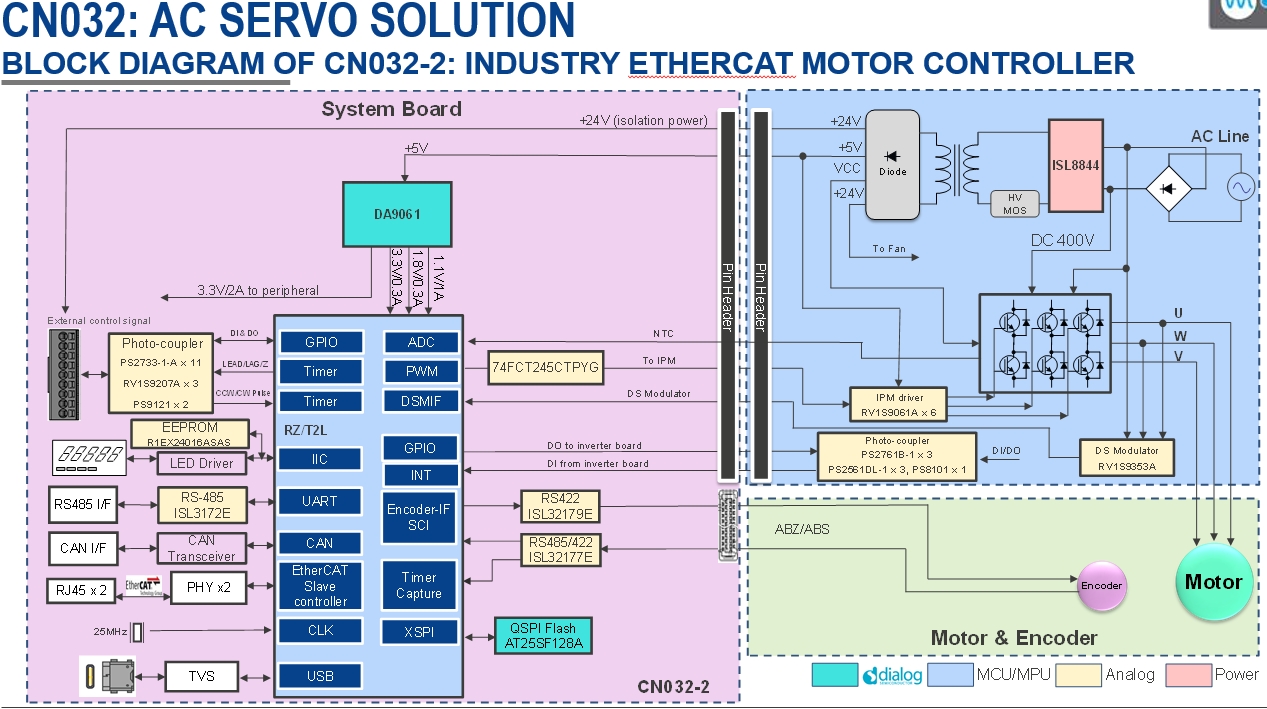 CN032: AC SERVO SOLUTION
BLOCK DIAGRAM OF CN032-2: INDUSTRY ETHERCAT MOTOR CONTROLLER
System Board
+24V (isolation power)
+5V
DA9061
3.3V/0.3A
1.8V/0.3A
1.1V/1A
3.3V/2A to peripheral
External control signal
Photo-coupler
PS2733-1-A x 11
RV1S9207A x 3
PS9121 x 2
DI & DO
LEAD/LAG/Z
CCW/CW Pulse
GPIO
Timer
Timer
ADC
PWM
DSMIF
RZ/T2L
EEPROM
R1EX24016ASAS
LED Driver
IIC
GPIO
INT
RS485 I/F
RS-485
ISL3172E
UART
Encoder-IF
SCI
CAN I/F
CAN
Transceiver
CAN
RJ45 x 2
EtherCAT
Technology Group
PHY x2
EtherCAT
Slave
controller
Timer
Capture
25MHz
CLK
XSPI
TVS
USB
QSPI Flash
AT25SF128A
CN032-2
NTC
74FCT245CTPYG
To IPM
DS Modulator
DO to inverter board
DI from inverter board
RS422
ISL32179E
RS485/422
ISL32177E
Pin Header
Pin Header
+24V
+5V
VCC
+24V
Diode
To Fan
HV
MOS
ISL8844
AC Line
DC 400V
U
W
V
IPM driver
RV1S9061A x 6
Photo-coupler
PS2761B-1 x 3
PS2561DL-1 x 3, PS8101 x 1
DI/DO
DS Modulator
RV1S9353A
ABZ/ABS
Encoder
Motor
Motor & Encoder
dialog
SEMICONDUCTOR
MCU/MPU
Analog
Power